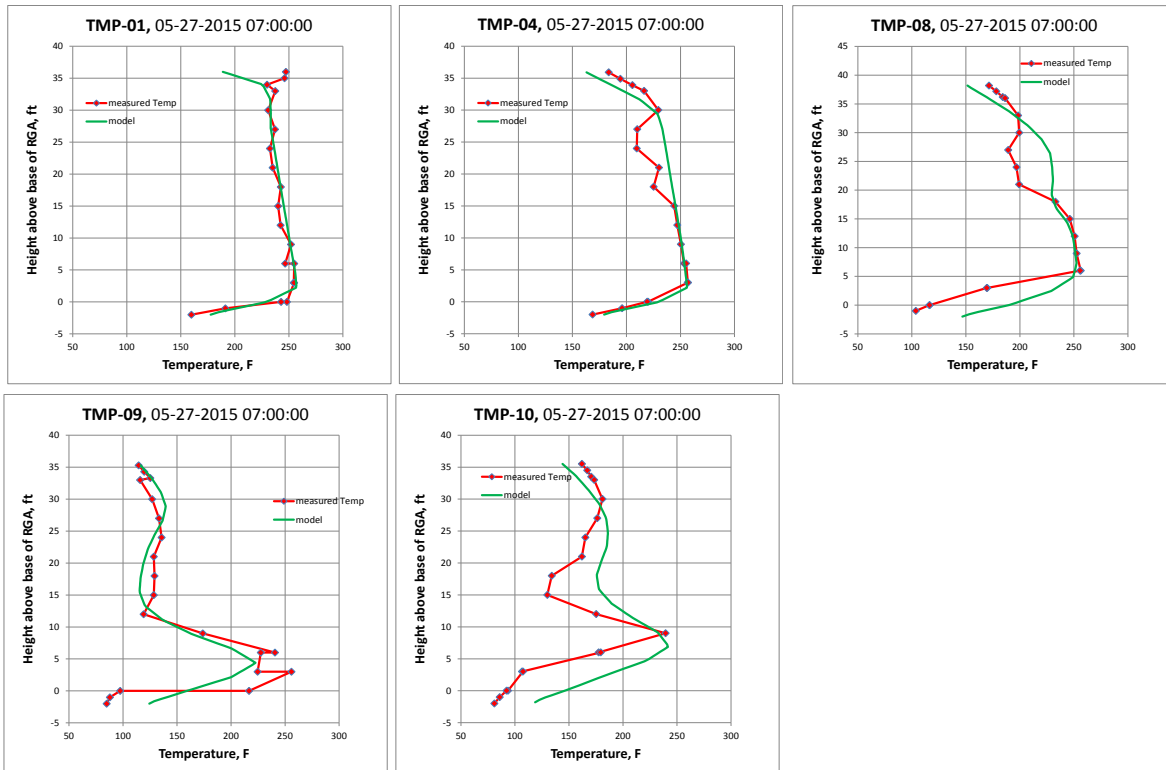 TMP-01, 05-27-2015 07:00:00
40
35
30
25
20
15
10
5
0
-5
50 100 150 200 250 300
Height above base of RGA, ft
Temperature, F
measured Temp
model
TMP-04, 05-27-2015 07:00:00
40
35
30
25
20
15
10
5
0
-5
50 100 150 200 250 300
Height above base of RGA, ft
Temperature, F
measured Temp
model
TMP-08, 05-27-2015 07:00:00
45
40
35
30
25
20
15
10
5
0
-5
50 100 150 200 250 300
Height above base of RGA, ft
Temperature, F
measured Temp
model
TMP-09, 05-27-2015 07:00:00
40
35
30
25
20
15
10
5
0
-5
50 100 150 200 250 300
Height above base of RGA, ft
Temperature, F
measured Temp
model
TMP-10, 05-27-2015 07:00:00
40
35
30
25
20
15
10
5
0
-5
50 100 150 200 250 300
Height above base of RGA, ft
Temperature, F
measured Temp
model